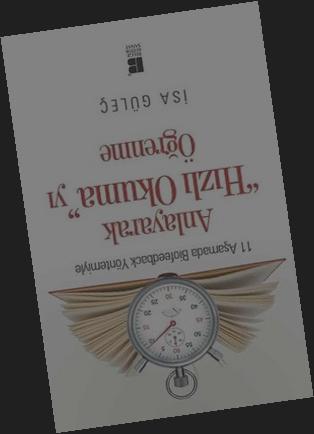 11 Aşamada Biofeedback Yöntemiyle
Anlayarak
"Hızlı Okuma"yı
Öğrenme
İSA GÜLEÇ